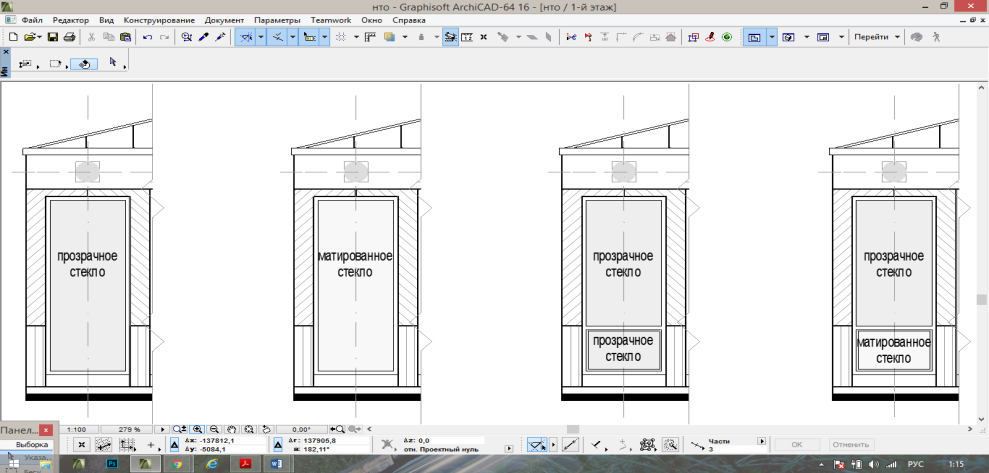 нто - Graphisoft ArchiCAD-64 16 - [нто / 1-й этаж]
Файл Редактор Вид Конструирование Документ Параметры Teamwork Окно Справка
Перейти
Ин
прозрачное
стекло
матированное
стекло
прозрачное
стекло
прозрачное
стекло
прозрачное
стекло
матированное
стекло
1:100 279 % 0,00°
Панел...
Выборка
Указа...
Δx: -137812,1
Δy: -5084,1
Δr: 137905,8
α: 182,11°
Δz: 0,0
отн. Проектный нуль
Части
3
OK
Отменить
РУС 1:15